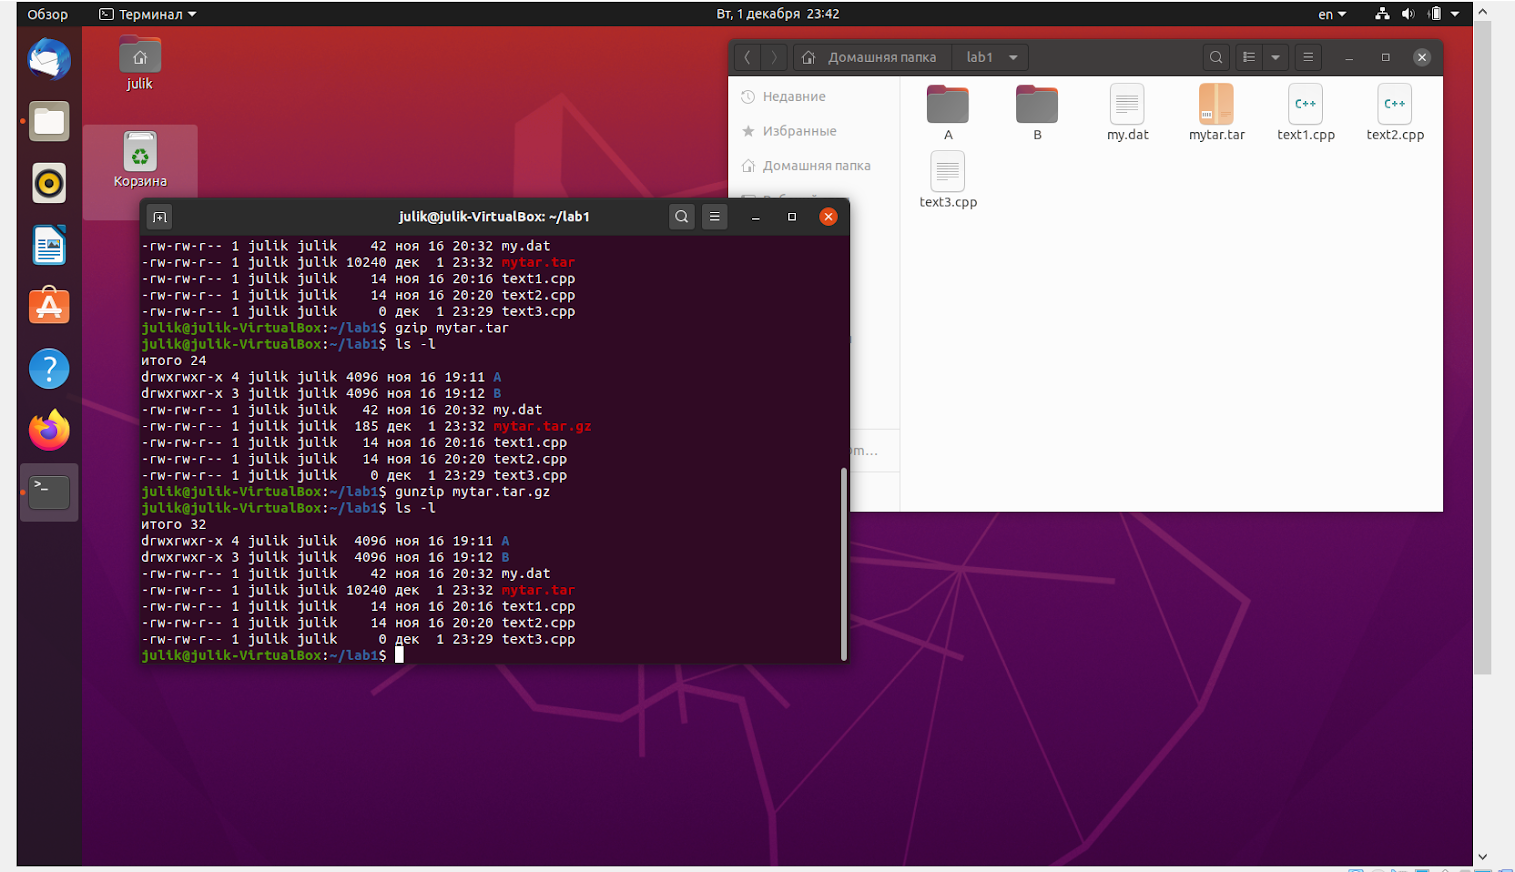 Обзор Терминал Вт, 1 декабря 23:42 en
julik
Корзина
Домашняя папка lab1
Недавние
Избранные
Домашняя папка
A B my.dat mytar.tar text1.cpp text2.cpp
text3.cpp
julik@julik-VirtualBox: ~/lab1
-rw-rw-r-- 1 julik julik    42 ноя 16 20:32 my.dat
-rw-rw-r-- 1 julik julik 10240 дек  1 23:32 mytar.tar
-rw-rw-r-- 1 julik julik    14 ноя 16 20:16 text1.cpp
-rw-rw-r-- 1 julik julik    14 ноя 16 20:20 text2.cpp
-rw-rw-r-- 1 julik julik     0 дек  1 23:29 text3.cpp
julik@julik-VirtualBox:~/lab1$ gzip mytar.tar
julik@julik-VirtualBox:~/lab1$ ls -l
итого 24
drwxrwxr-x 4 julik julik 4096 ноя 16 19:11 A
drwxrwxr-x 3 julik julik 4096 ноя 16 19:12 B
-rw-rw-r-- 1 julik julik   42 ноя 16 20:32 my.dat
-rw-rw-r-- 1 julik julik  185 дек  1 23:32 mytar.tar.gz
-rw-rw-r-- 1 julik julik   14 ноя 16 20:16 text1.cpp
-rw-rw-r-- 1 julik julik   14 ноя 16 20:20 text2.cpp
-rw-rw-r-- 1 julik julik    0 дек  1 23:29 text3.cpp
julik@julik-VirtualBox:~/lab1$ gunzip mytar.tar.gz
julik@julik-VirtualBox:~/lab1$ ls -l
итого 32
drwxrwxr-x 4 julik julik  4096 ноя 16 19:11 A
drwxrwxr-x 3 julik julik  4096 ноя 16 19:12 B
-rw-rw-r-- 1 julik julik    42 ноя 16 20:32 my.dat
-rw-rw-r-- 1 julik julik 10240 дек  1 23:32 mytar.tar
-rw-rw-r-- 1 julik julik    14 ноя 16 20:16 text1.cpp
-rw-rw-r-- 1 julik julik    14 ноя 16 20:20 text2.cpp
-rw-rw-r-- 1 julik julik     0 дек  1 23:29 text3.cpp
julik@julik-VirtualBox:~/lab1$